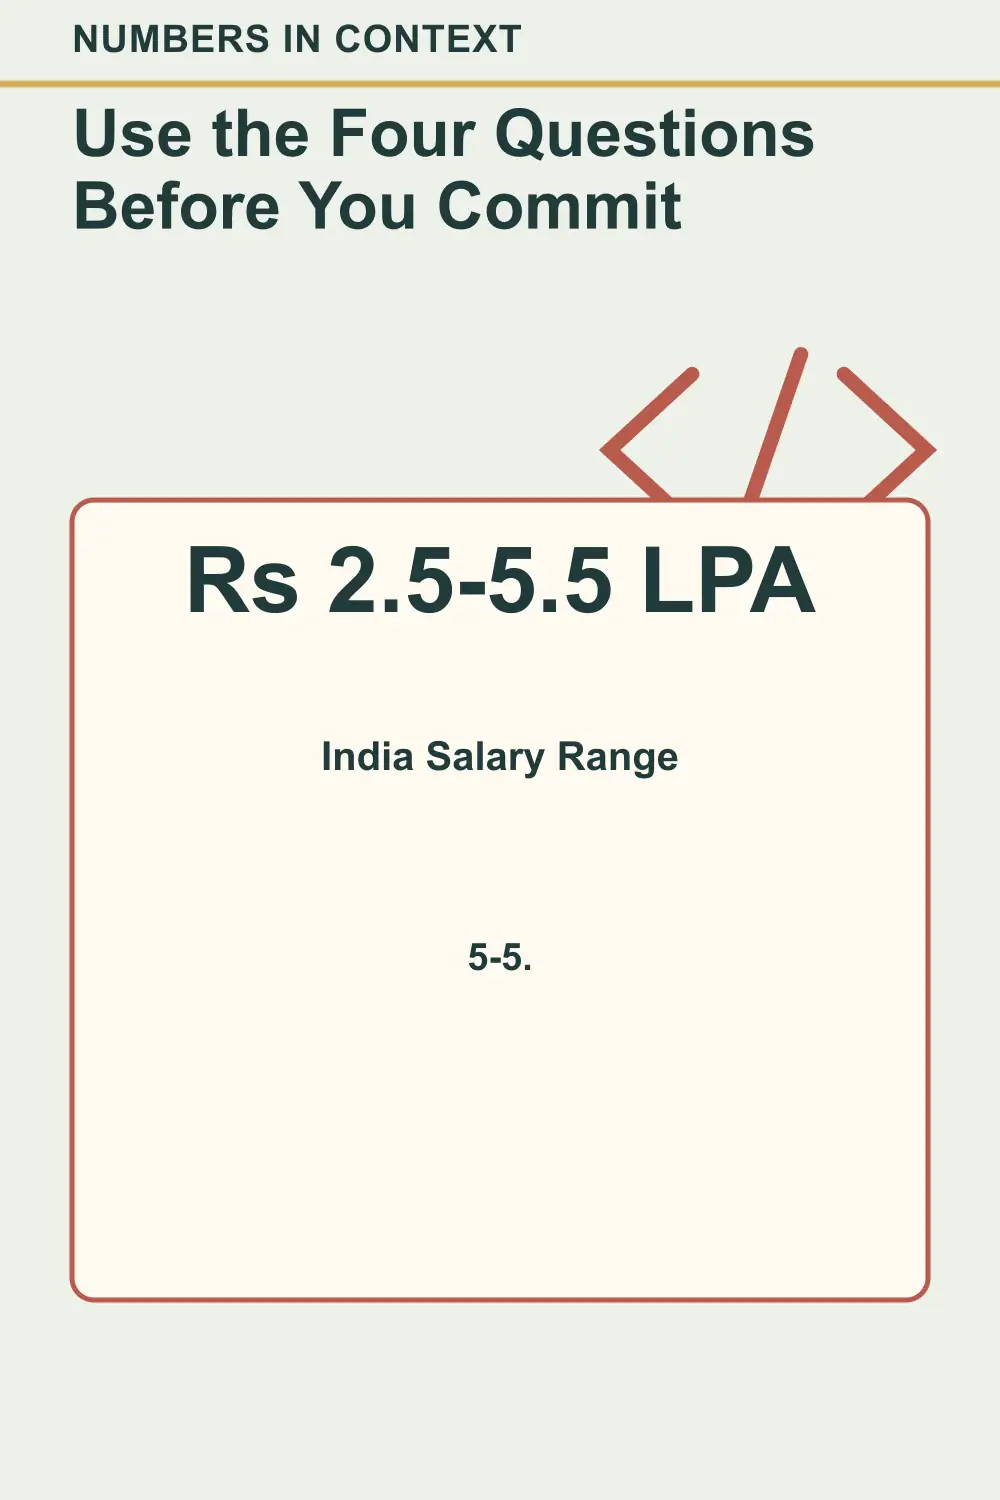 NUMBERS IN CONTEXT
Use the Four Questions
Before You Commit
Rs 2.5-5.5 LPA
India Salary Range
5-5.